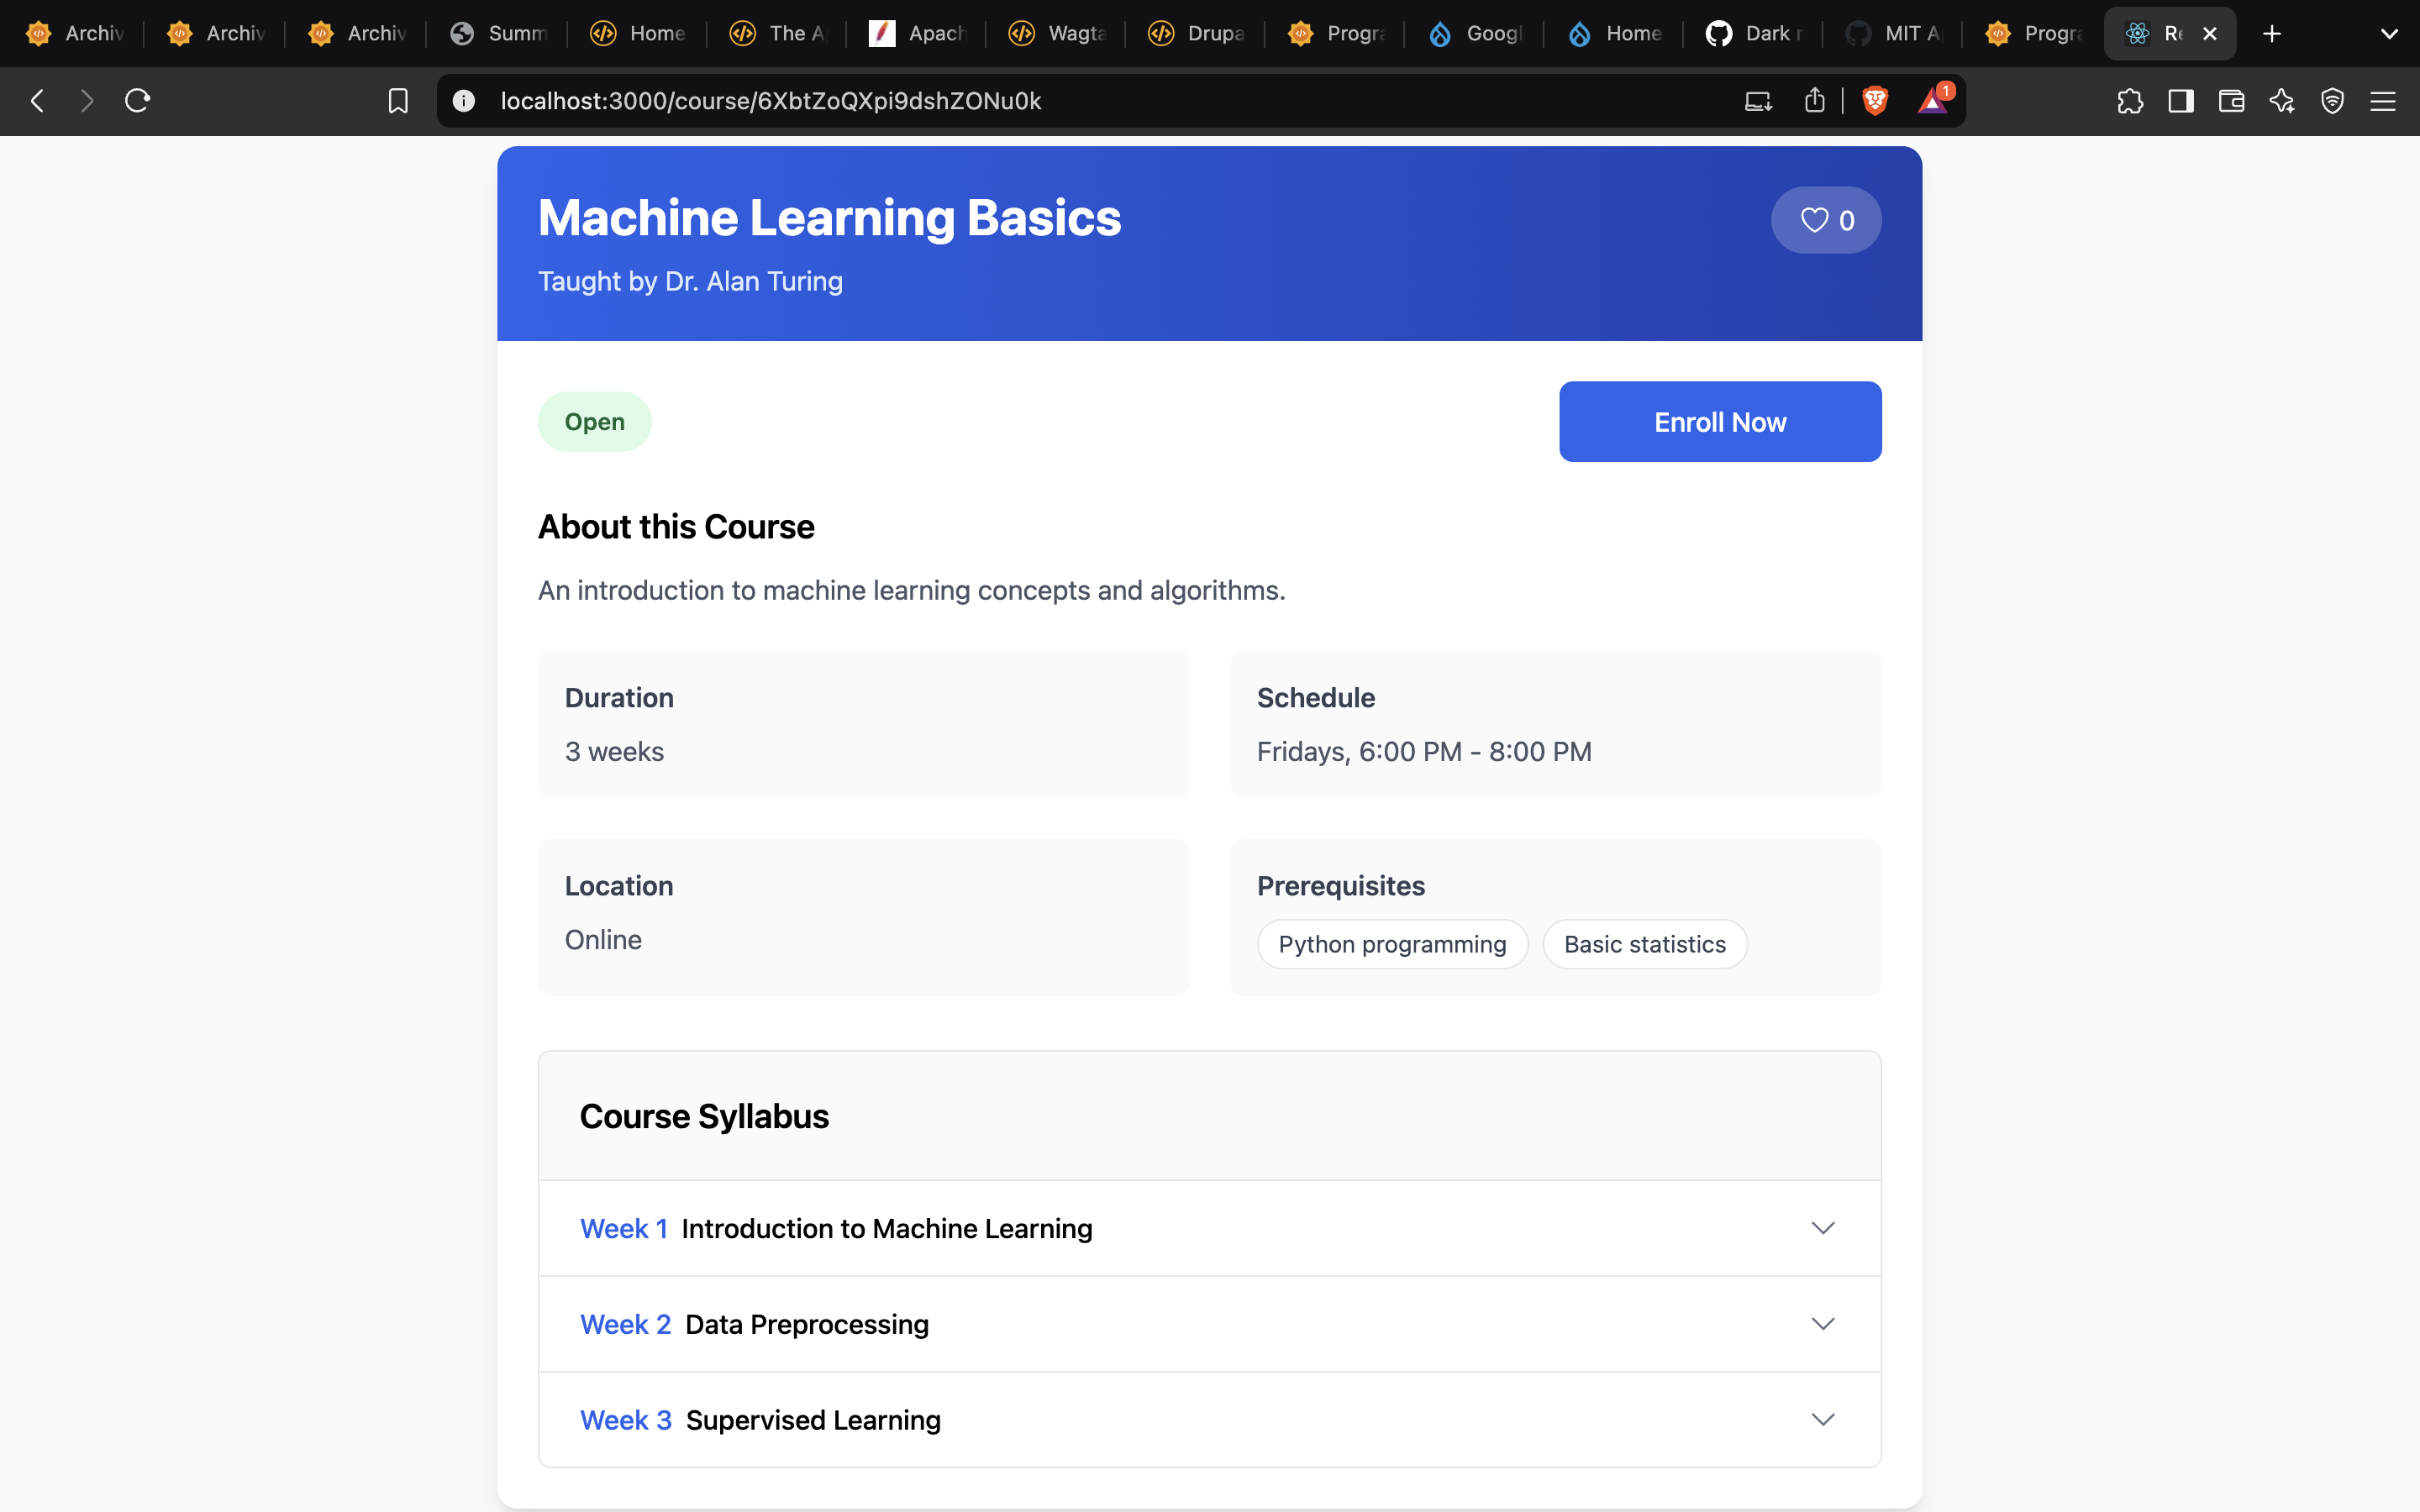 Archiv
Archiv
Archiv
Summ
Home
The A
Apach
Wagta
Drupa
Progra
Googl
Home
Dark
MIT A
Progra
Re
localhost:3000/course/6XbtZoQXpi9dshZONu0k
1
Machine Learning Basics
0
Taught by Dr. Alan Turing
Open
Enroll Now
About this Course
An introduction to machine learning concepts and algorithms.
Duration
3 weeks
Schedule
Fridays, 6:00 PM - 8:00 PM
Location
Online
Prerequisites
Python programming
Basic statistics
Course Syllabus
Week 1 Introduction to Machine Learning
Week 2 Data Preprocessing
Week 3 Supervised Learning